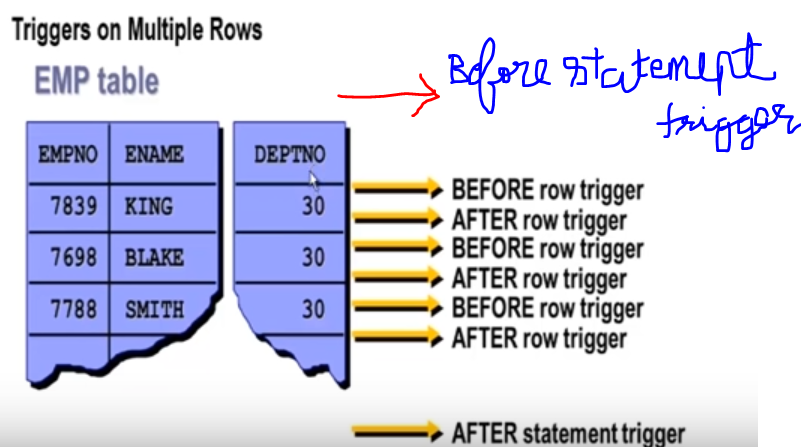 Triggers on Multiple Rows
EMP table
Before statement
trigger
EMPNO ENAME DEPTNO
BEFORE row trigger
7839 KING 30
AFTER row trigger
BEFORE row trigger
7698 BLAKE 30
AFTER row trigger
BEFORE row trigger
7788 SMITH 30
AFTER row trigger
AFTER statement trigger